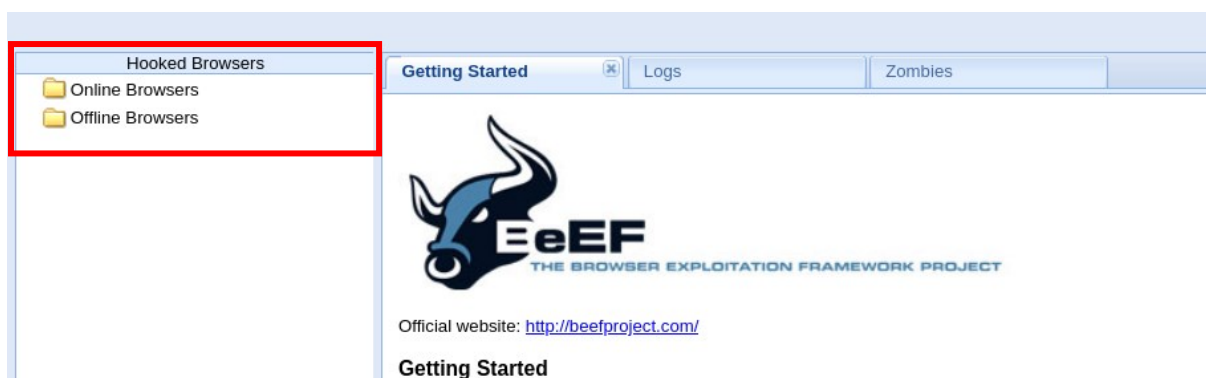 Hooked Browsers
Online Browsers
Offline Browsers
Getting Started
Logs
Zombies
BeEF
THE BROWSER EXPLOITATION FRAMEWORK PROJECT
Official website: http://beefproject.com/
Getting Started